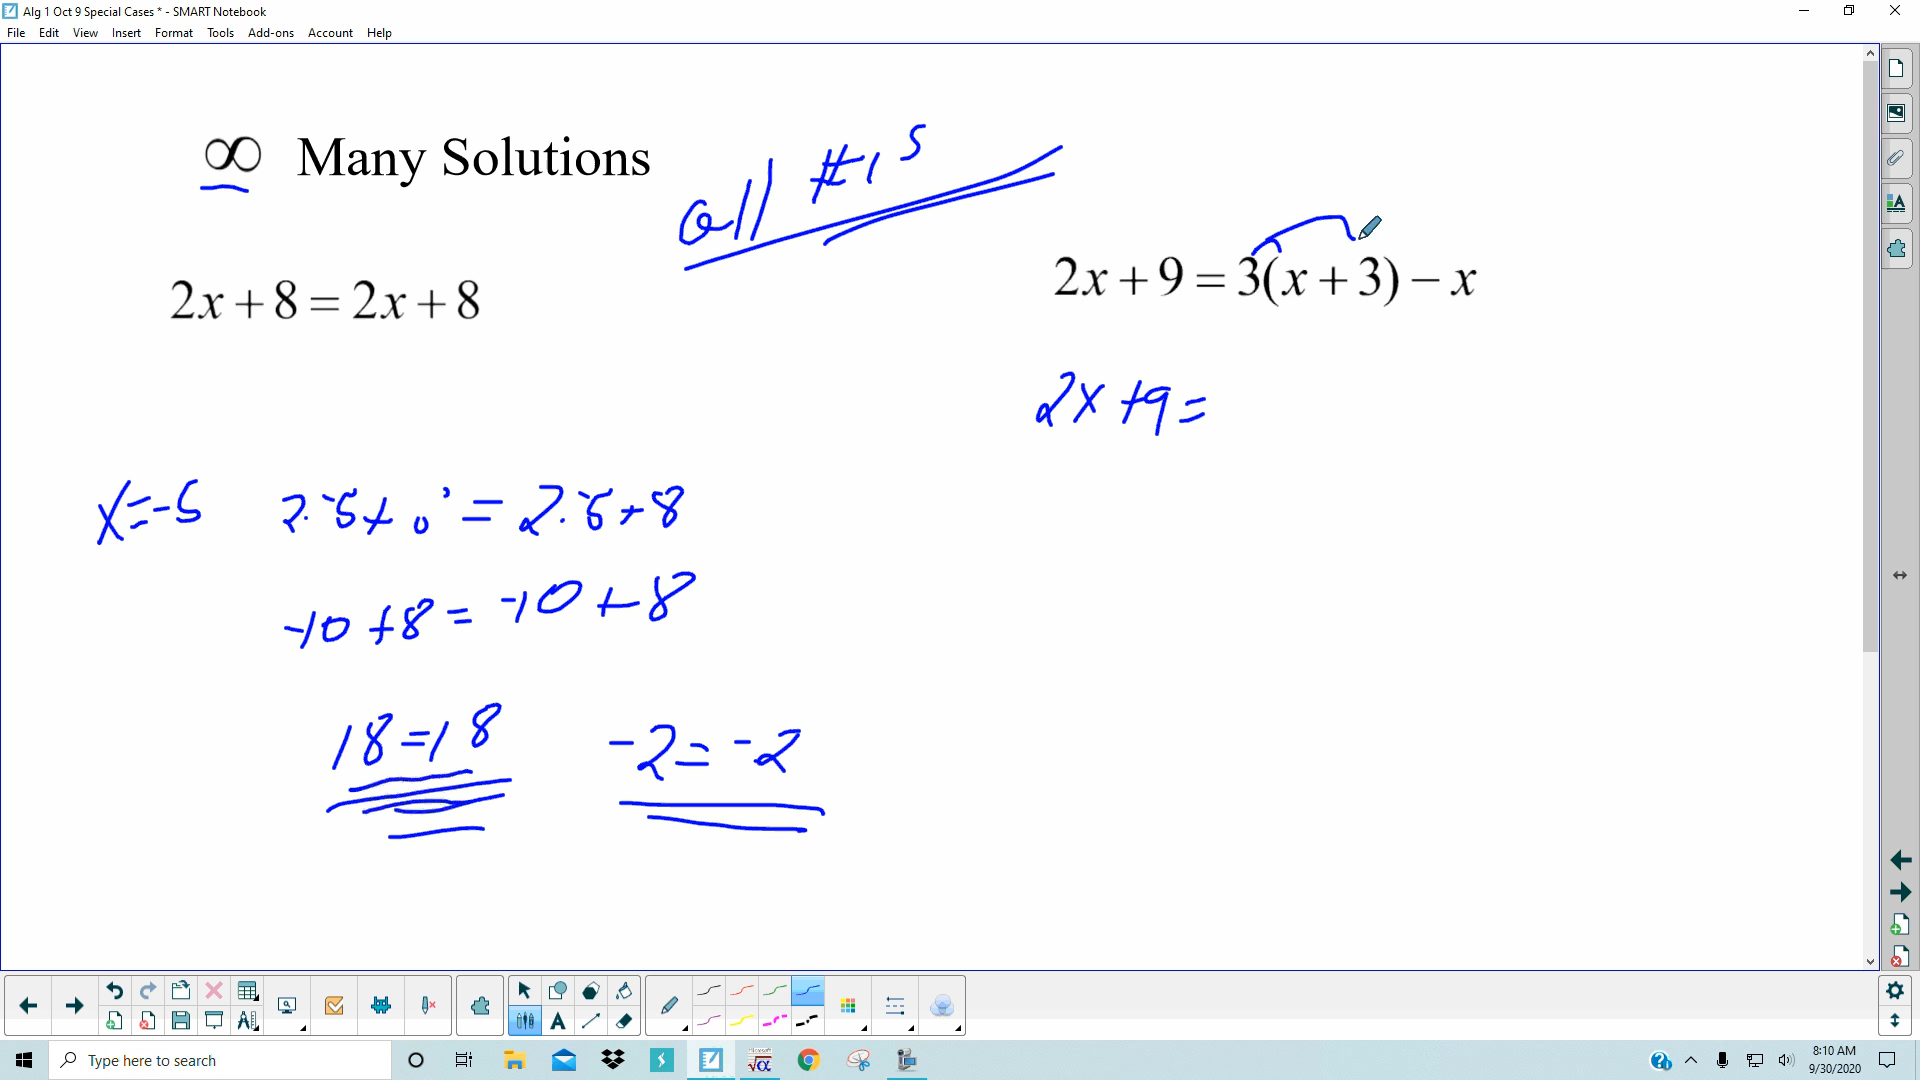 Alg 1 Oct 9 Special Cases * - SMART Notebook
File Edit View Insert Format Tools Add-ons Account Help
∞ Many Solutions
all #'s
2x + 8 = 2x + 8
2x + 9 = 3(x + 3) − x
2x + 9 =
x = -5
2·-5 + 8 = 2·-5 + 8
-10 + 8 = -10 + 8
18 = 18
-2 = -2
Type here to search
8:10 AM
9/30/2020